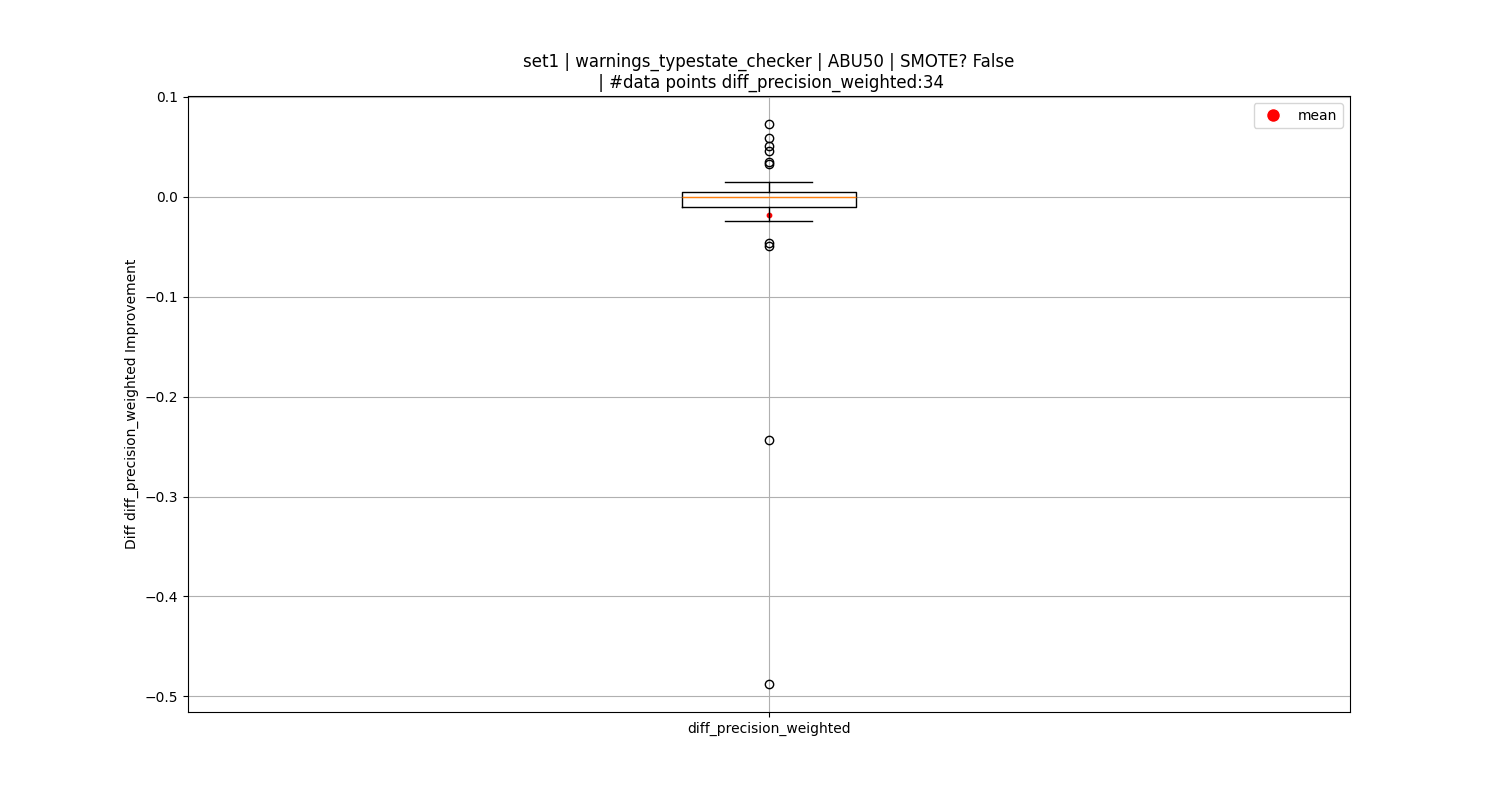 set1 | warnings_typestate_checker | ABU50 | SMOTE? False
| #data points diff_precision_weighted:34
mean
Diff diff_precision_weighted Improvement
0.1
0.0
−0.1
−0.2
−0.3
−0.4
−0.5
diff_precision_weighted